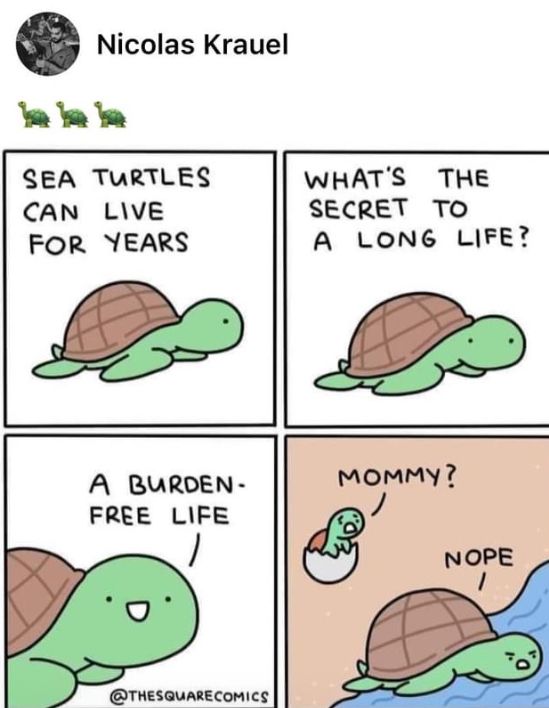 Nicolas Krauel
SEA TURTLES
CAN LIVE
FOR YEARS
WHAT'S THE
SECRET TO
A LONG LIFE?
A BURDEN-
FREE LIFE
@THESQUARECOMICS
MOMMY?
NOPE